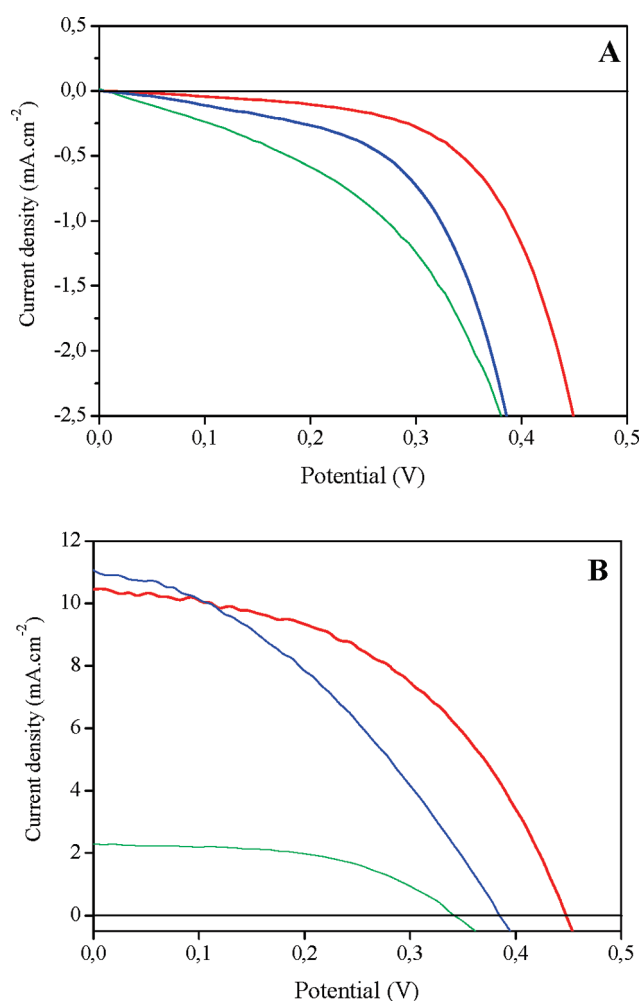 A
Current density (mA.cm-2)
0,5
0,0
-0,5
-1,0
-1,5
-2,0
-2,5
0,0 0,1 0,2 0,3 0,4 0,5
Potential (V)
B
Current density (mA.cm-2)
12
10
8
6
4
2
0
0,0 0,1 0,2 0,3 0,4 0,5
Potential (V)